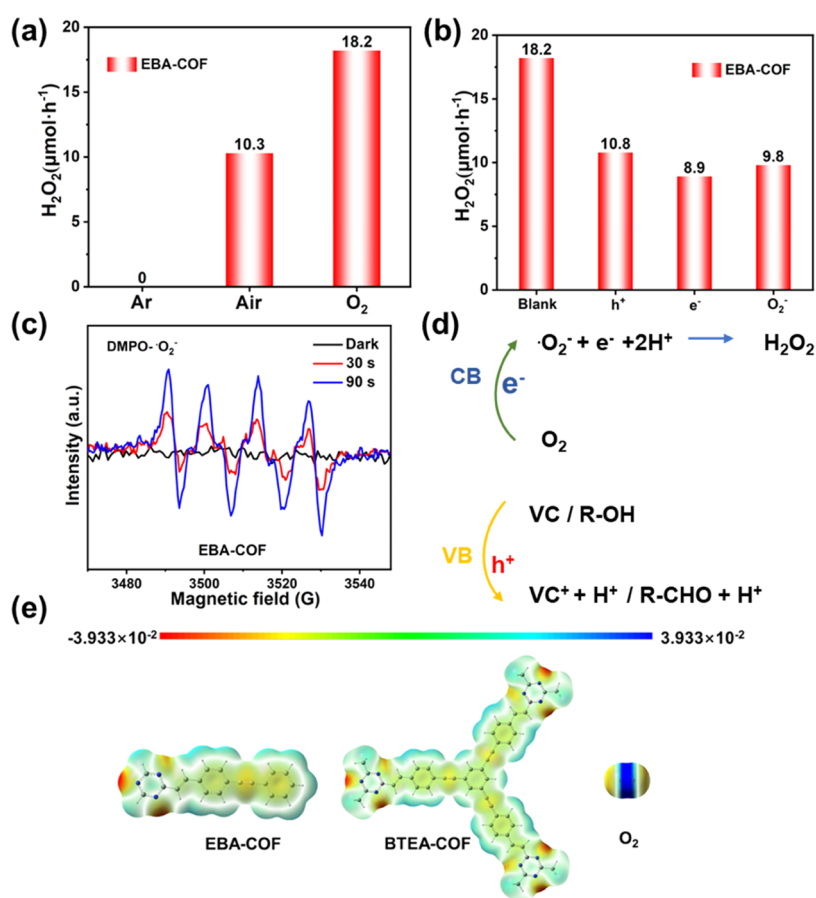 (a)
20
15
10
5
0
H₂O₂(μmol·h⁻¹)
EBA-COF
0
10.3
18.2
Ar
Air
O₂
(b)
20
15
10
5
0
H₂O₂(μmol·h⁻¹)
EBA-COF
18.2
10.8
8.9
9.8
Blank
h⁺
e⁻
O₂⁻
(c)
Intensity (a.u.)
DMPO-·O₂⁻
Dark
30 s
90 s
EBA-COF
3480
3500
3520
3540
Magnetic field (G)
(d)
·O₂⁻ + e⁻ +2H⁺
H₂O₂
CB
e⁻
O₂
VC / R-OH
VB
h⁺
VC⁺ + H⁺ / R-CHO + H⁺
(e)
-3.933×10⁻²
3.933×10⁻²
EBA-COF
BTEA-COF
O₂